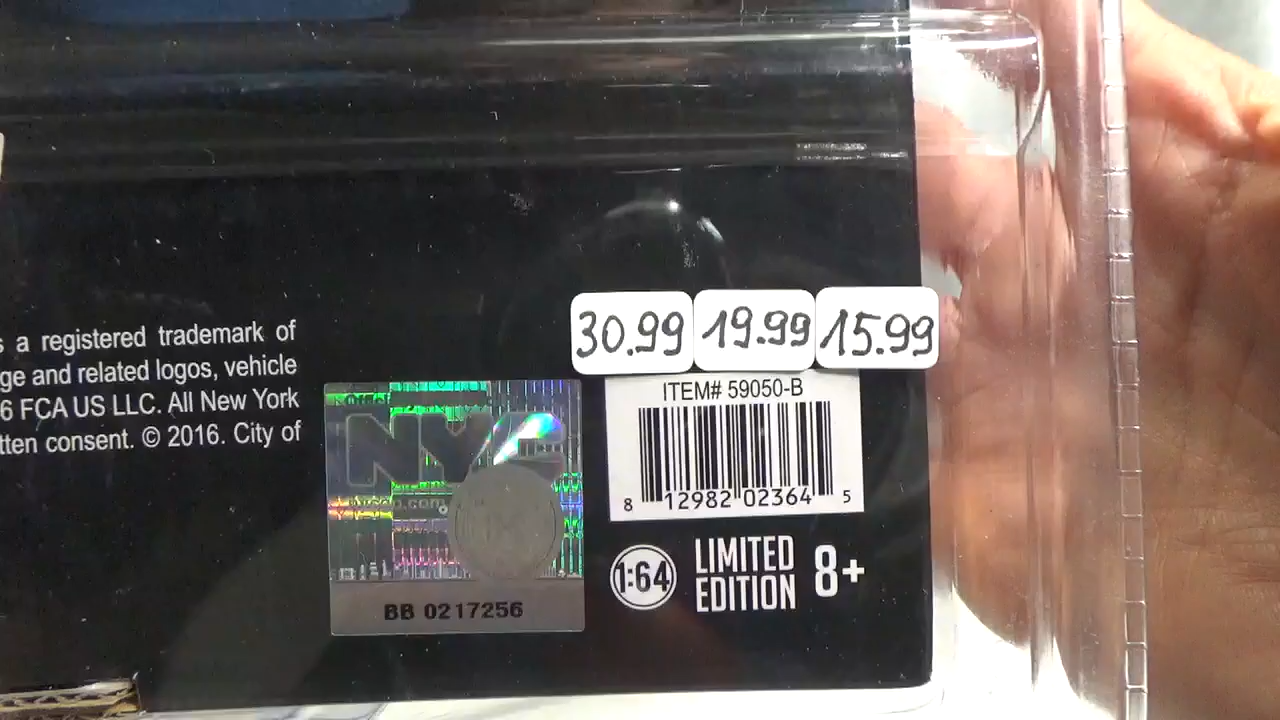 s a registered trademark of
ge and related logos, vehicle
6 FCA US LLC. All New York
tten consent. © 2016. City of
30.99 19.99 15.99
ITEM# 59050-B
8 12982 02364 5
NYC
BB 0217256
1:64
LIMITED
EDITION
8+